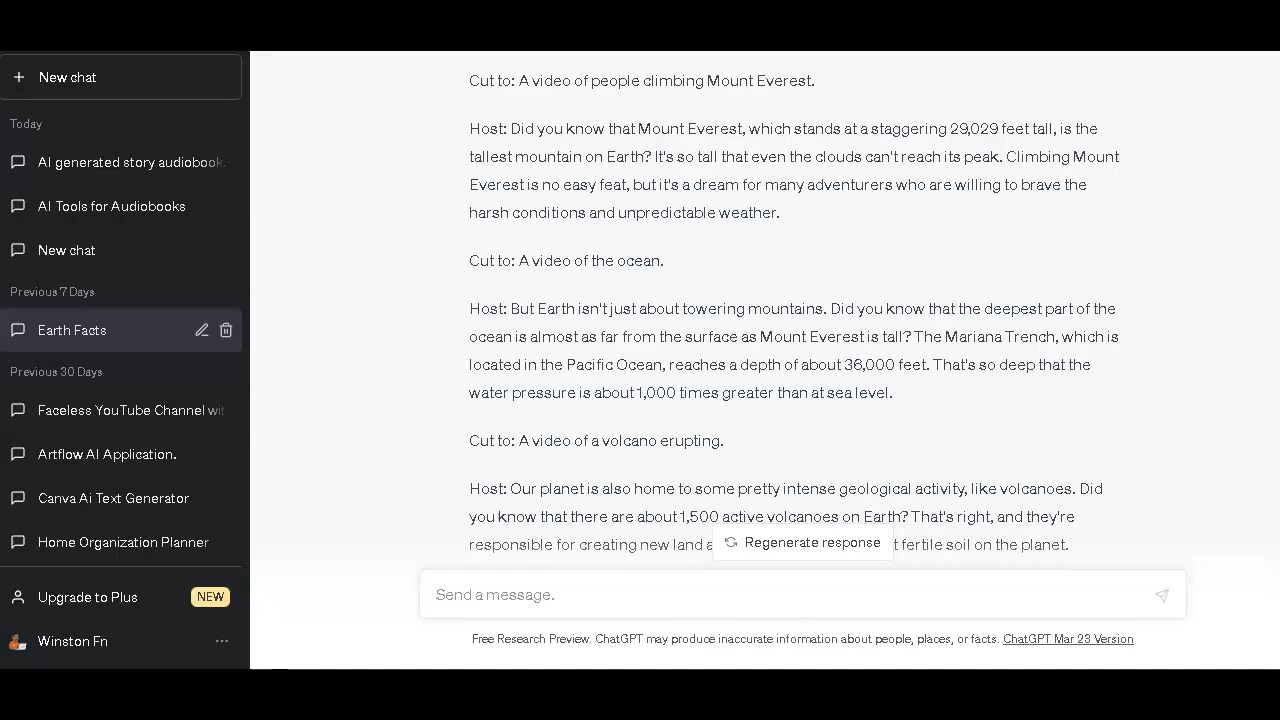 New chat
Today
AI generated story audiobook.
AI Tools for Audiobooks
New chat
Previous 7 Days
Earth Facts
Previous 30 Days
Faceless YouTube Channel wit
Artflow AI Application.
Canva Ai Text Generator
Home Organization Planner
Upgrade to Plus NEW
Winston Fn
Cut to: A video of people climbing Mount Everest.
Host: Did you know that Mount Everest, which stands at a staggering 29,029 feet tall, is the
tallest mountain on Earth? It's so tall that even the clouds can't reach its peak. Climbing Mount
Everest is no easy feat, but it's a dream for many adventurers who are willing to brave the
harsh conditions and unpredictable weather.
Cut to: A video of the ocean.
Host: But Earth isn't just about towering mountains. Did you know that the deepest part of the
ocean is almost as far from the surface as Mount Everest is tall? The Mariana Trench, which is
located in the Pacific Ocean, reaches a depth of about 36,000 feet. That's so deep that the
water pressure is about 1,000 times greater than at sea level.
Cut to: A video of a volcano erupting.
Host: Our planet is also home to some pretty intense geological activity, like volcanoes. Did
you know that there are about 1,500 active volcanoes on Earth? That's right, and they're
responsible for creating new land a t fertile soil on the planet.
Regenerate response
Send a message.
Free Research Preview. ChatGPT may produce inaccurate information about people, places, or facts. ChatGPT Mar 23 Version